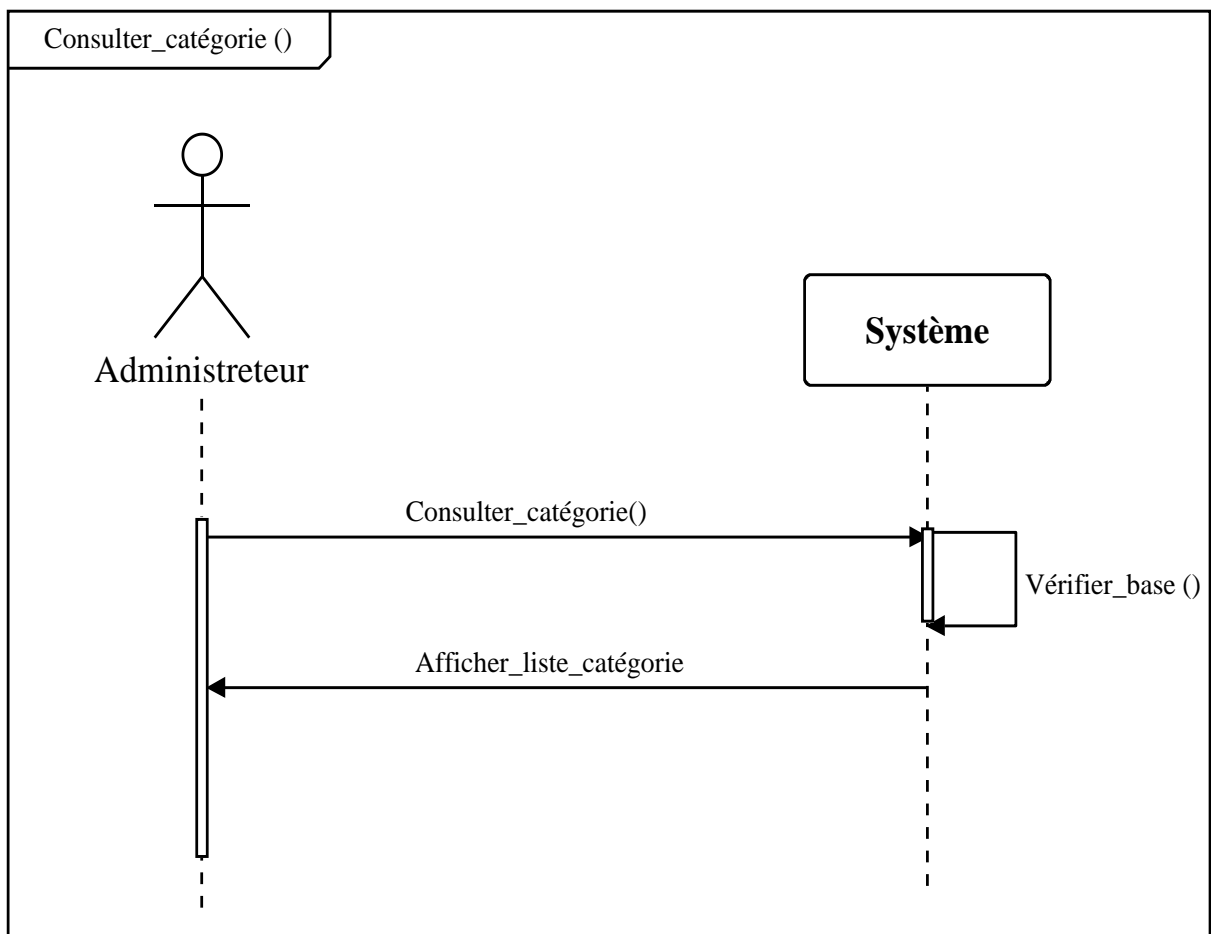 Consulter_catégorie ()
Système
Administreteur
Consulter_catégorie()
Vérifier_base ()
Afficher_liste_catégorie